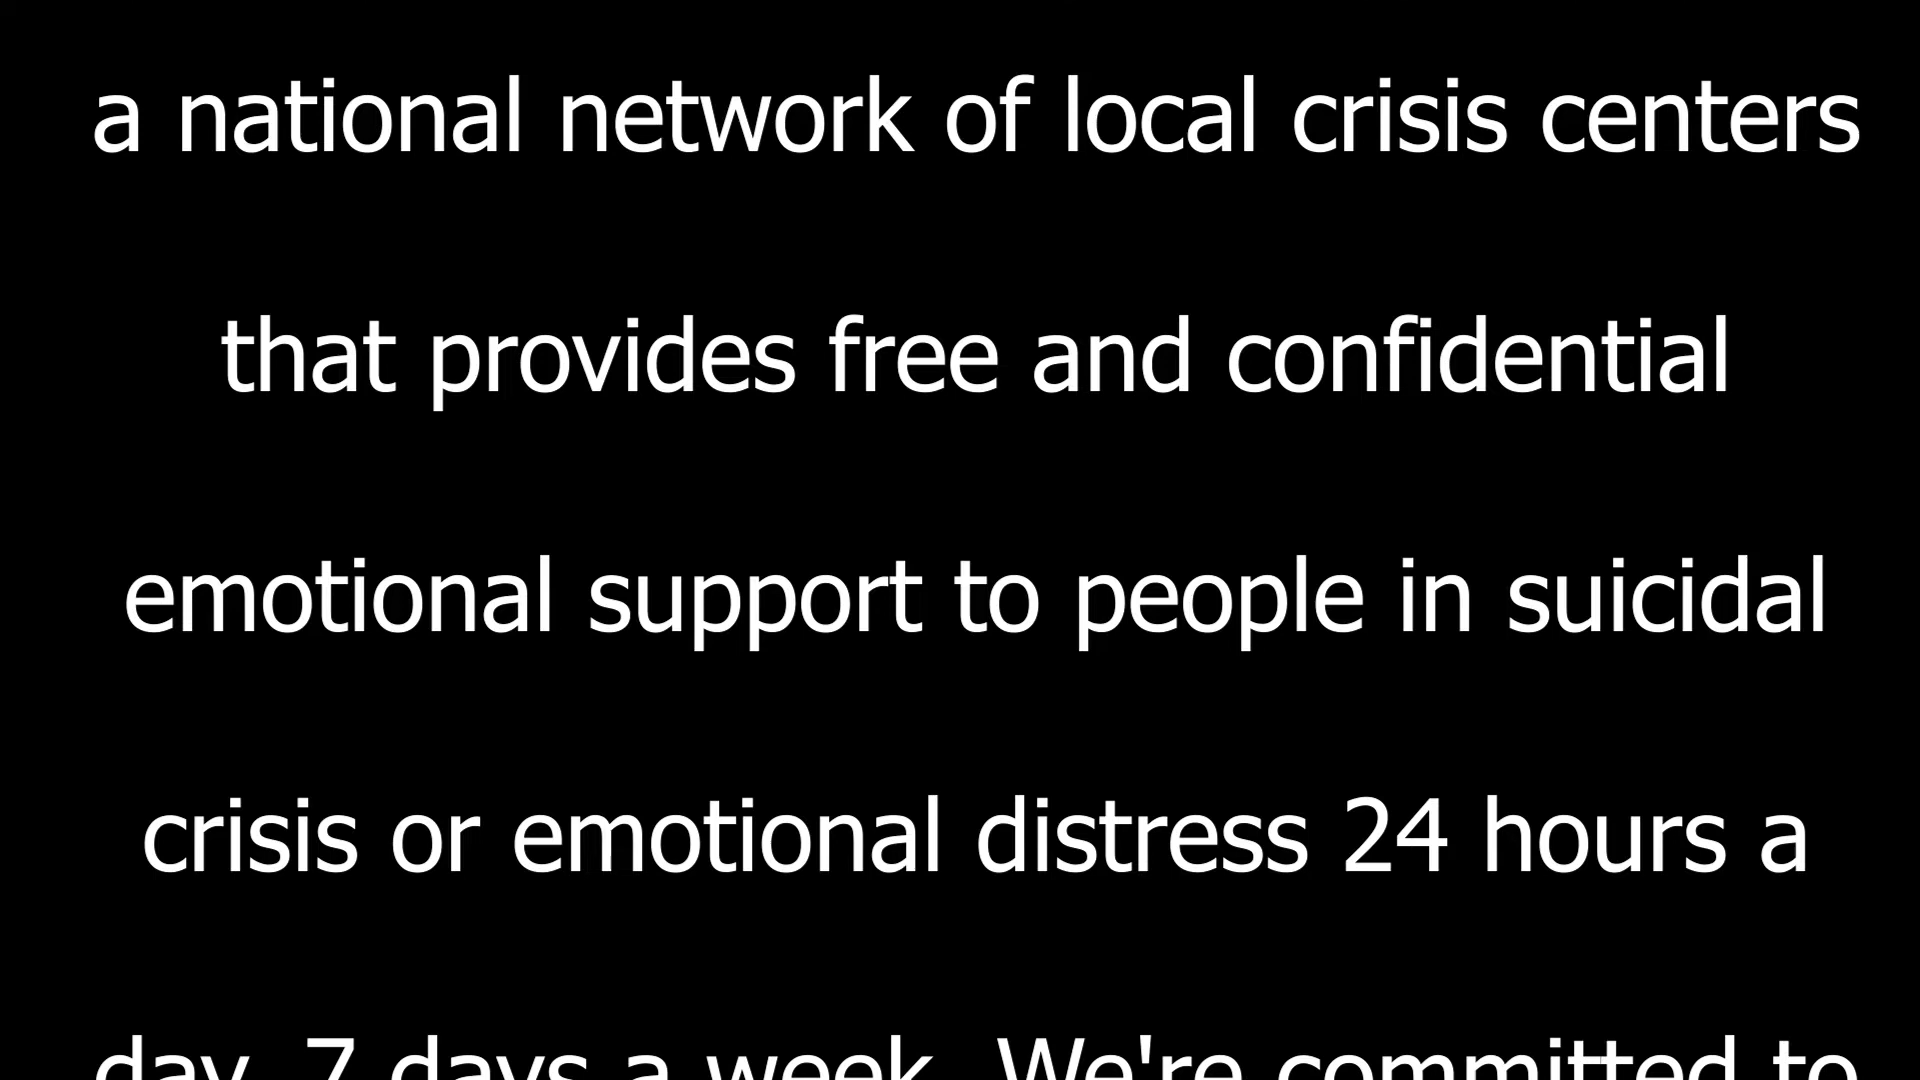 a national network of local crisis centers
that provides free and confidential
emotional support to people in suicidal
crisis or emotional distress 24 hours a
day, 7 days a week. We're committed to